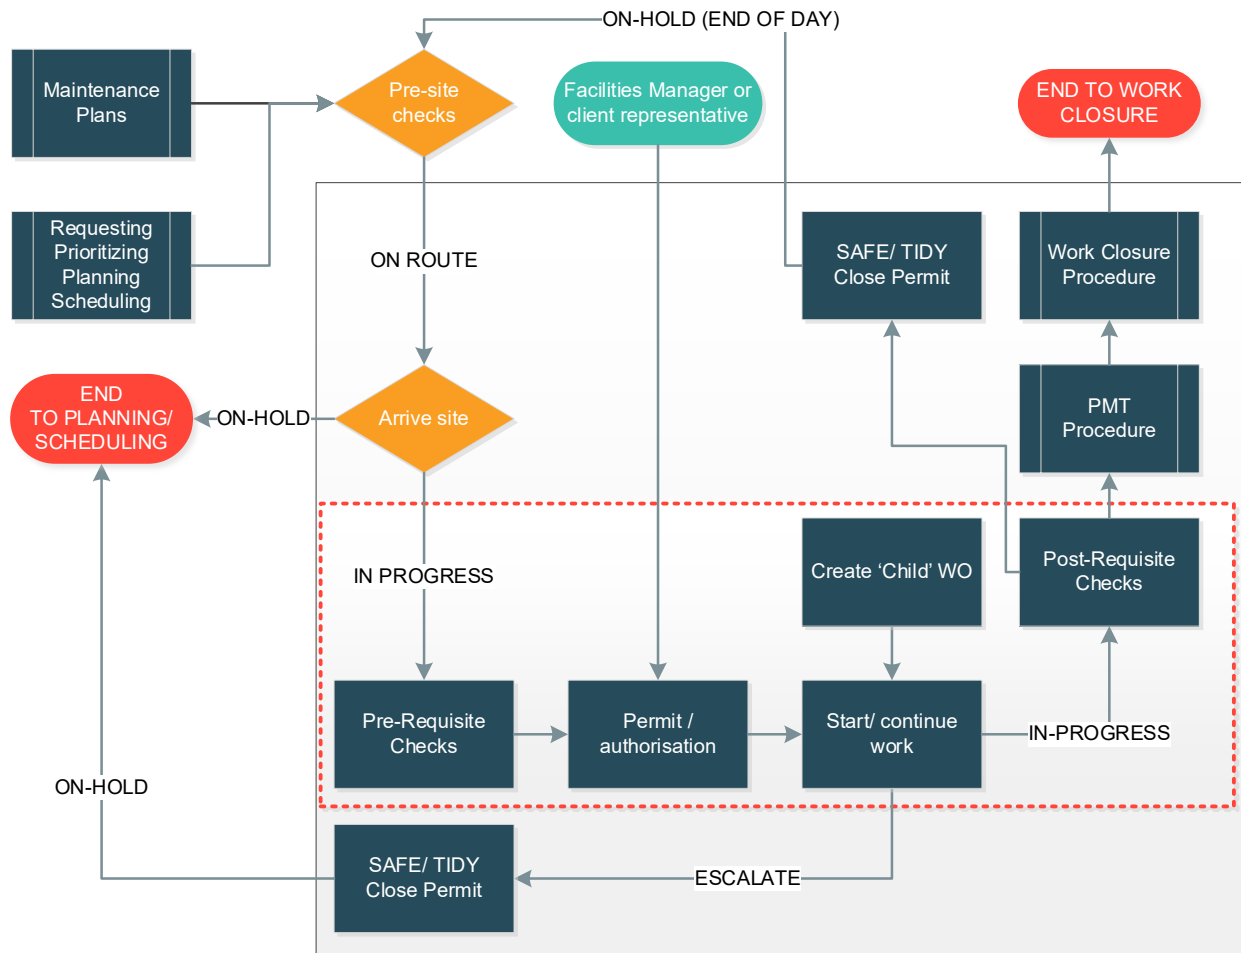 ON-HOLD (END OF DAY)
Maintenance
Plans
Pre-site
checks
Facilities Manager or
client representative
END TO WORK
CLOSURE
Requesting
Prioritizing
Planning
Scheduling
ON ROUTE
SAFE/ TIDY
Close Permit
Work Closure
Procedure
END
TO PLANNING/
SCHEDULING
ON-HOLD
Arrive site
PMT
Procedure
IN PROGRESS
Create ‘Child’ WO
Post-Requisite
Checks
Pre-Requisite
Checks
Permit /
authorisation
Start/ continue
work
IN-PROGRESS
ON-HOLD
SAFE/ TIDY
Close Permit
ESCALATE